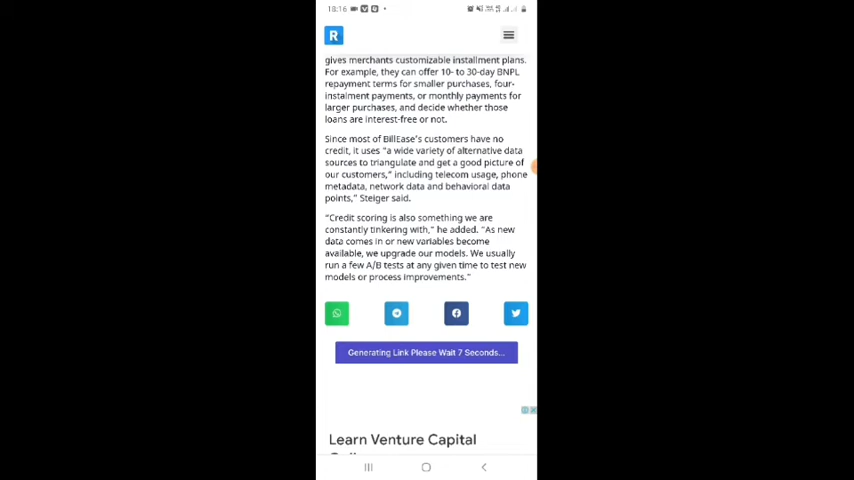 18:16
R
gives merchants customizable installment plans.
For example, they can offer 10- to 30-day BNPL
repayment terms for smaller purchases, four-
instalment payments, or monthly payments for
larger purchases, and decide whether those
loans are interest-free or not.
Since most of BillEase's customers have no
credit, it uses "a wide variety of alternative data
sources to triangulate and get a good picture of
our customers," including telecom usage, phone
metadata, network data and behavioral data
points," Steiger said.
"Credit scoring is also something we are
constantly tinkering with," he added. "As new
data comes in or new variables become
available, we upgrade our models. We usually
run a few A/B tests at any given time to test new
models or process improvements."
Generating Link Please Wait 7 Seconds...
Learn Venture Capital